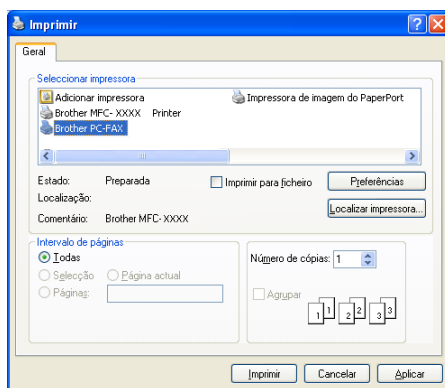 Imprimir
Geral
Seleccionar impressora
Adicionar impressora
Impressora de imagem do PaperPort
Brother MFC- XXXX Printer
Brother PC-FAX
Estado: Preparada
Imprimir para ficheiro
Preferências
Localização:
Localizar impressora...
Comentário: Brother MFC-XXXX
Intervalo de páginas
Todas
Selecção
Página actual
Páginas:
Número de cópias: 1
Agrupar
1 1 2 2 3 3
Imprimir
Cancelar
Aplicar